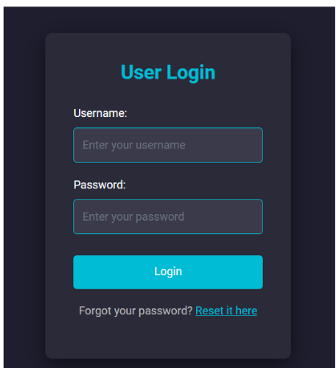 User Login
Username:
Enter your username
Password:
Enter your password
Login
Forgot your password? Reset it here